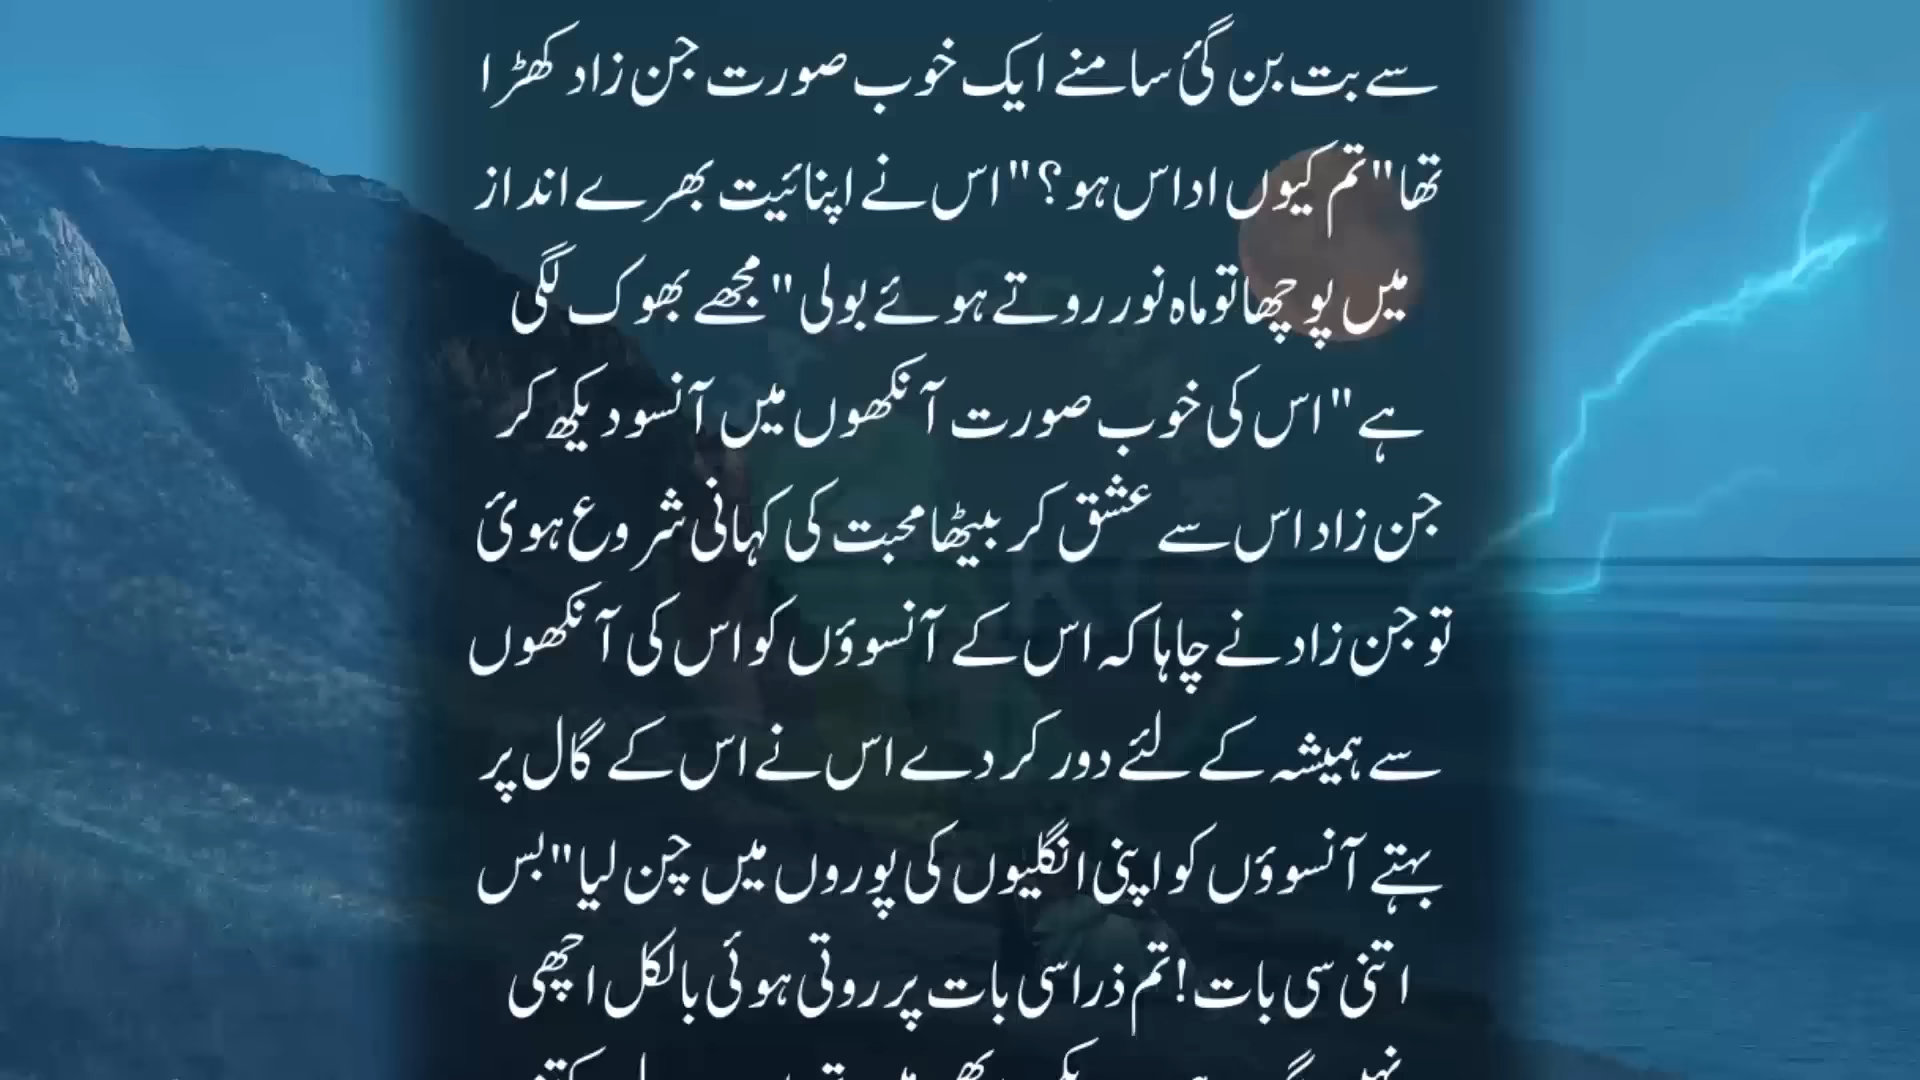 سے بت بن گئ سامنے ایک خوب صورت جن زاد کھڑا
تھا"تم کیوں اداس ہو؟"اس نے اپنائیت بھرے انداز
میں پوچھا تو ماہ نور روتے ہوئے بولی"مجھے بھوک لگی
ہے"اس کی خوب صورت آنکھوں میں آنسو دیکھ کر
جن زاد اس سے عشق کر بیٹھا محبت کی کہانی شروع ہوئ
تو جن زاد نے چاہا کہ اس کے آنسوؤں کو اس کی آنکھوں
سے ہمیشہ کے لئے دور کر دے اس نے اس کے گال پر
بہتے آنسوؤں کو اپنی انگلیوں کی پوروں میں چن لیا"بس
اتنی سی بات!تم ذرا سی بات پر روتی ہوئی بالکل اچھی